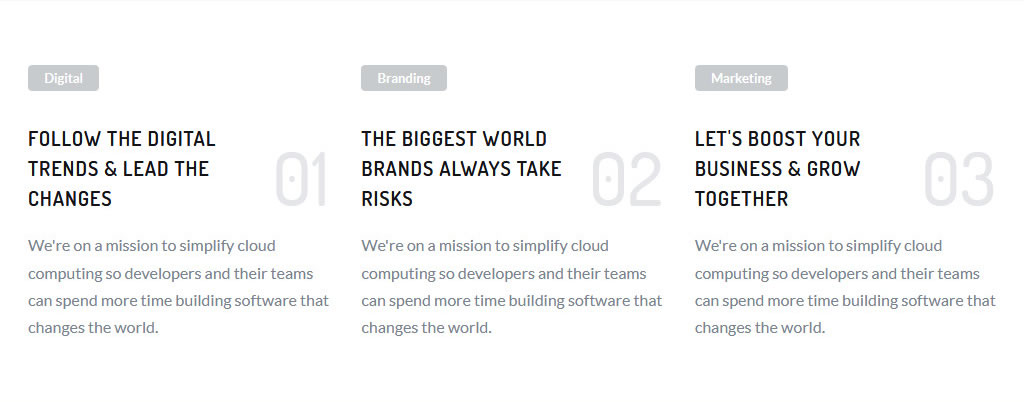 Digital
FOLLOW THE DIGITAL
TRENDS & LEAD THE
CHANGES
01
We're on a mission to simplify cloud
computing so developers and their teams
can spend more time building software that
changes the world.
Branding
THE BIGGEST WORLD
BRANDS ALWAYS TAKE
RISKS
02
We're on a mission to simplify cloud
computing so developers and their teams
can spend more time building software that
changes the world.
Marketing
LET'S BOOST YOUR
BUSINESS & GROW
TOGETHER
03
We're on a mission to simplify cloud
computing so developers and their teams
can spend more time building software that
changes the world.